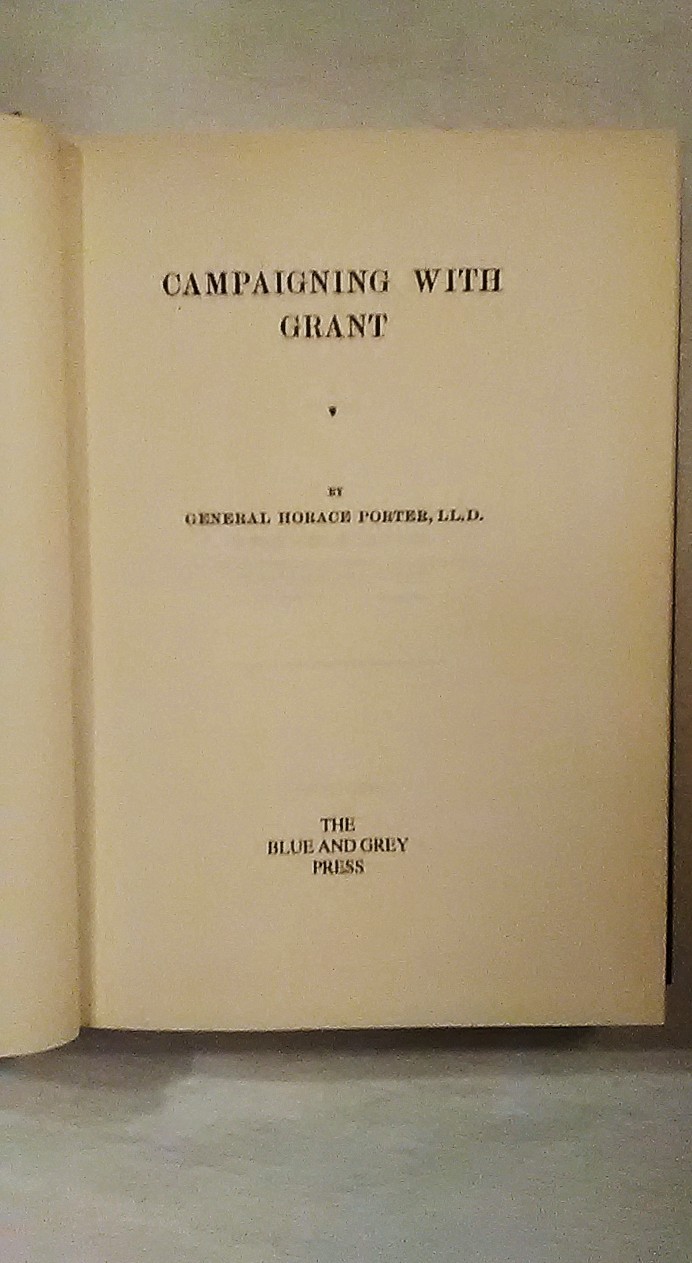 CAMPAIGNING WITH
GRANT
BY
GENERAL HORACE PORTER, LL.D.
THE
BLUE AND GREY
PRESS